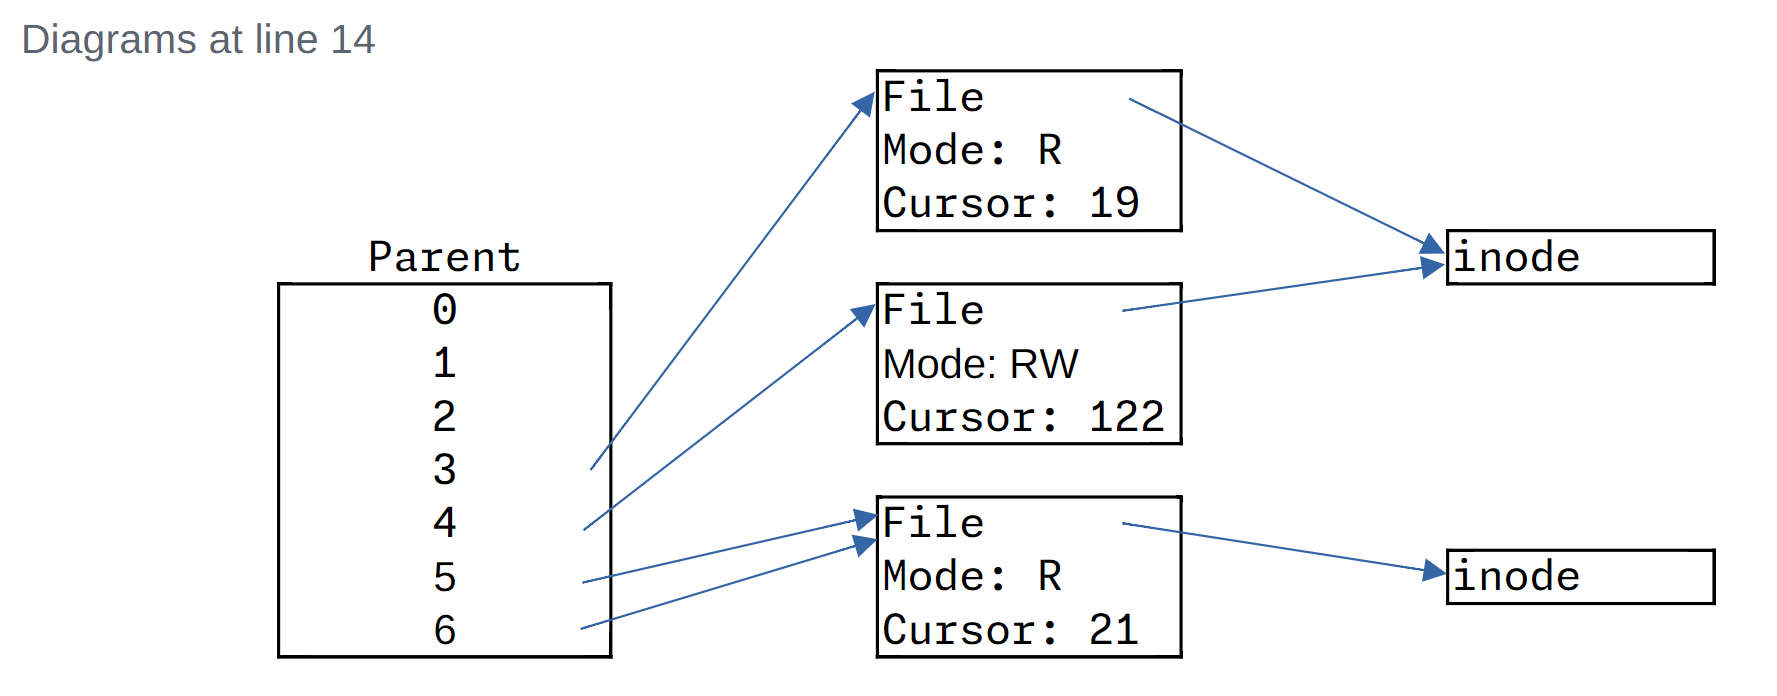 Diagrams at line 14
Parent
0
1
2
3
4
5
6
File
Mode: R
Cursor: 19
File
Mode: RW
Cursor: 122
File
Mode: R
Cursor: 21
inode
inode